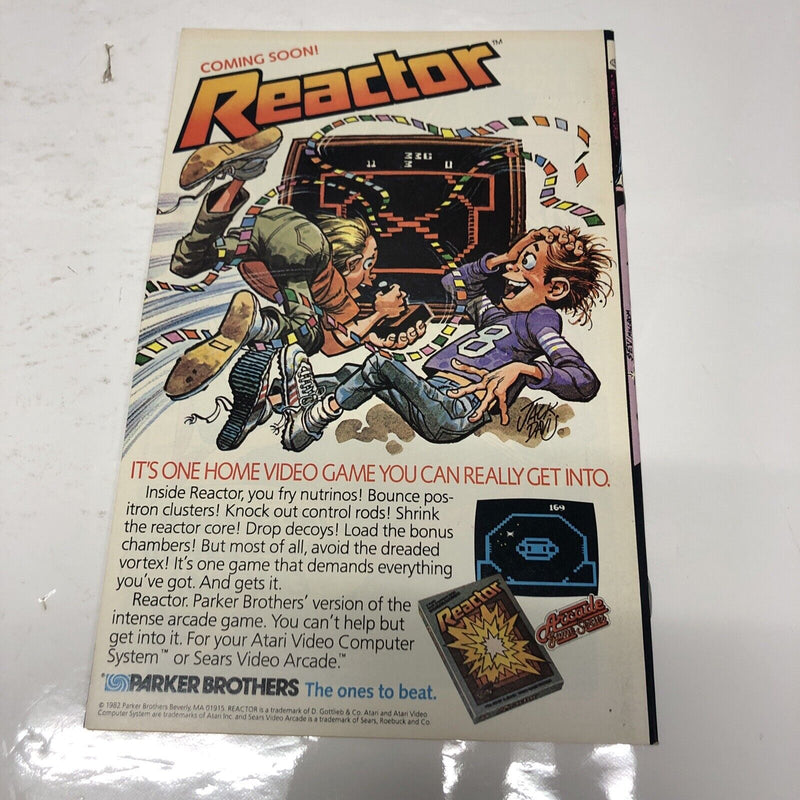 COMING SOON!
Reactor™
8
JACK DAVIS
IT'S ONE HOME VIDEO GAME YOU CAN REALLY GET INTO.
Inside Reactor, you fry nutrinos! Bounce pos-
itron clusters! Knock out control rods! Shrink
the reactor core! Drop decoys! Load the bonus
chambers! But most of all, avoid the dreaded
vortex! It's one game that demands everything
you've got. And gets it.
Reactor. Parker Brothers' version of the
intense arcade game. You can't help but
get into it. For your Atari Video Computer
System™ or Sears Video Arcade.™
169
Reactor
Arcade
PARKER BROTHERS The ones to beat.
© 1982 Parker Brothers Beverly, MA 01915. REACTOR is a trademark of D. Gottlieb & Co. Atari and Atari Video
Computer System are trademarks of Atari Inc. and Sears Video Arcade is a trademark of Sears, Roebuck and Co.